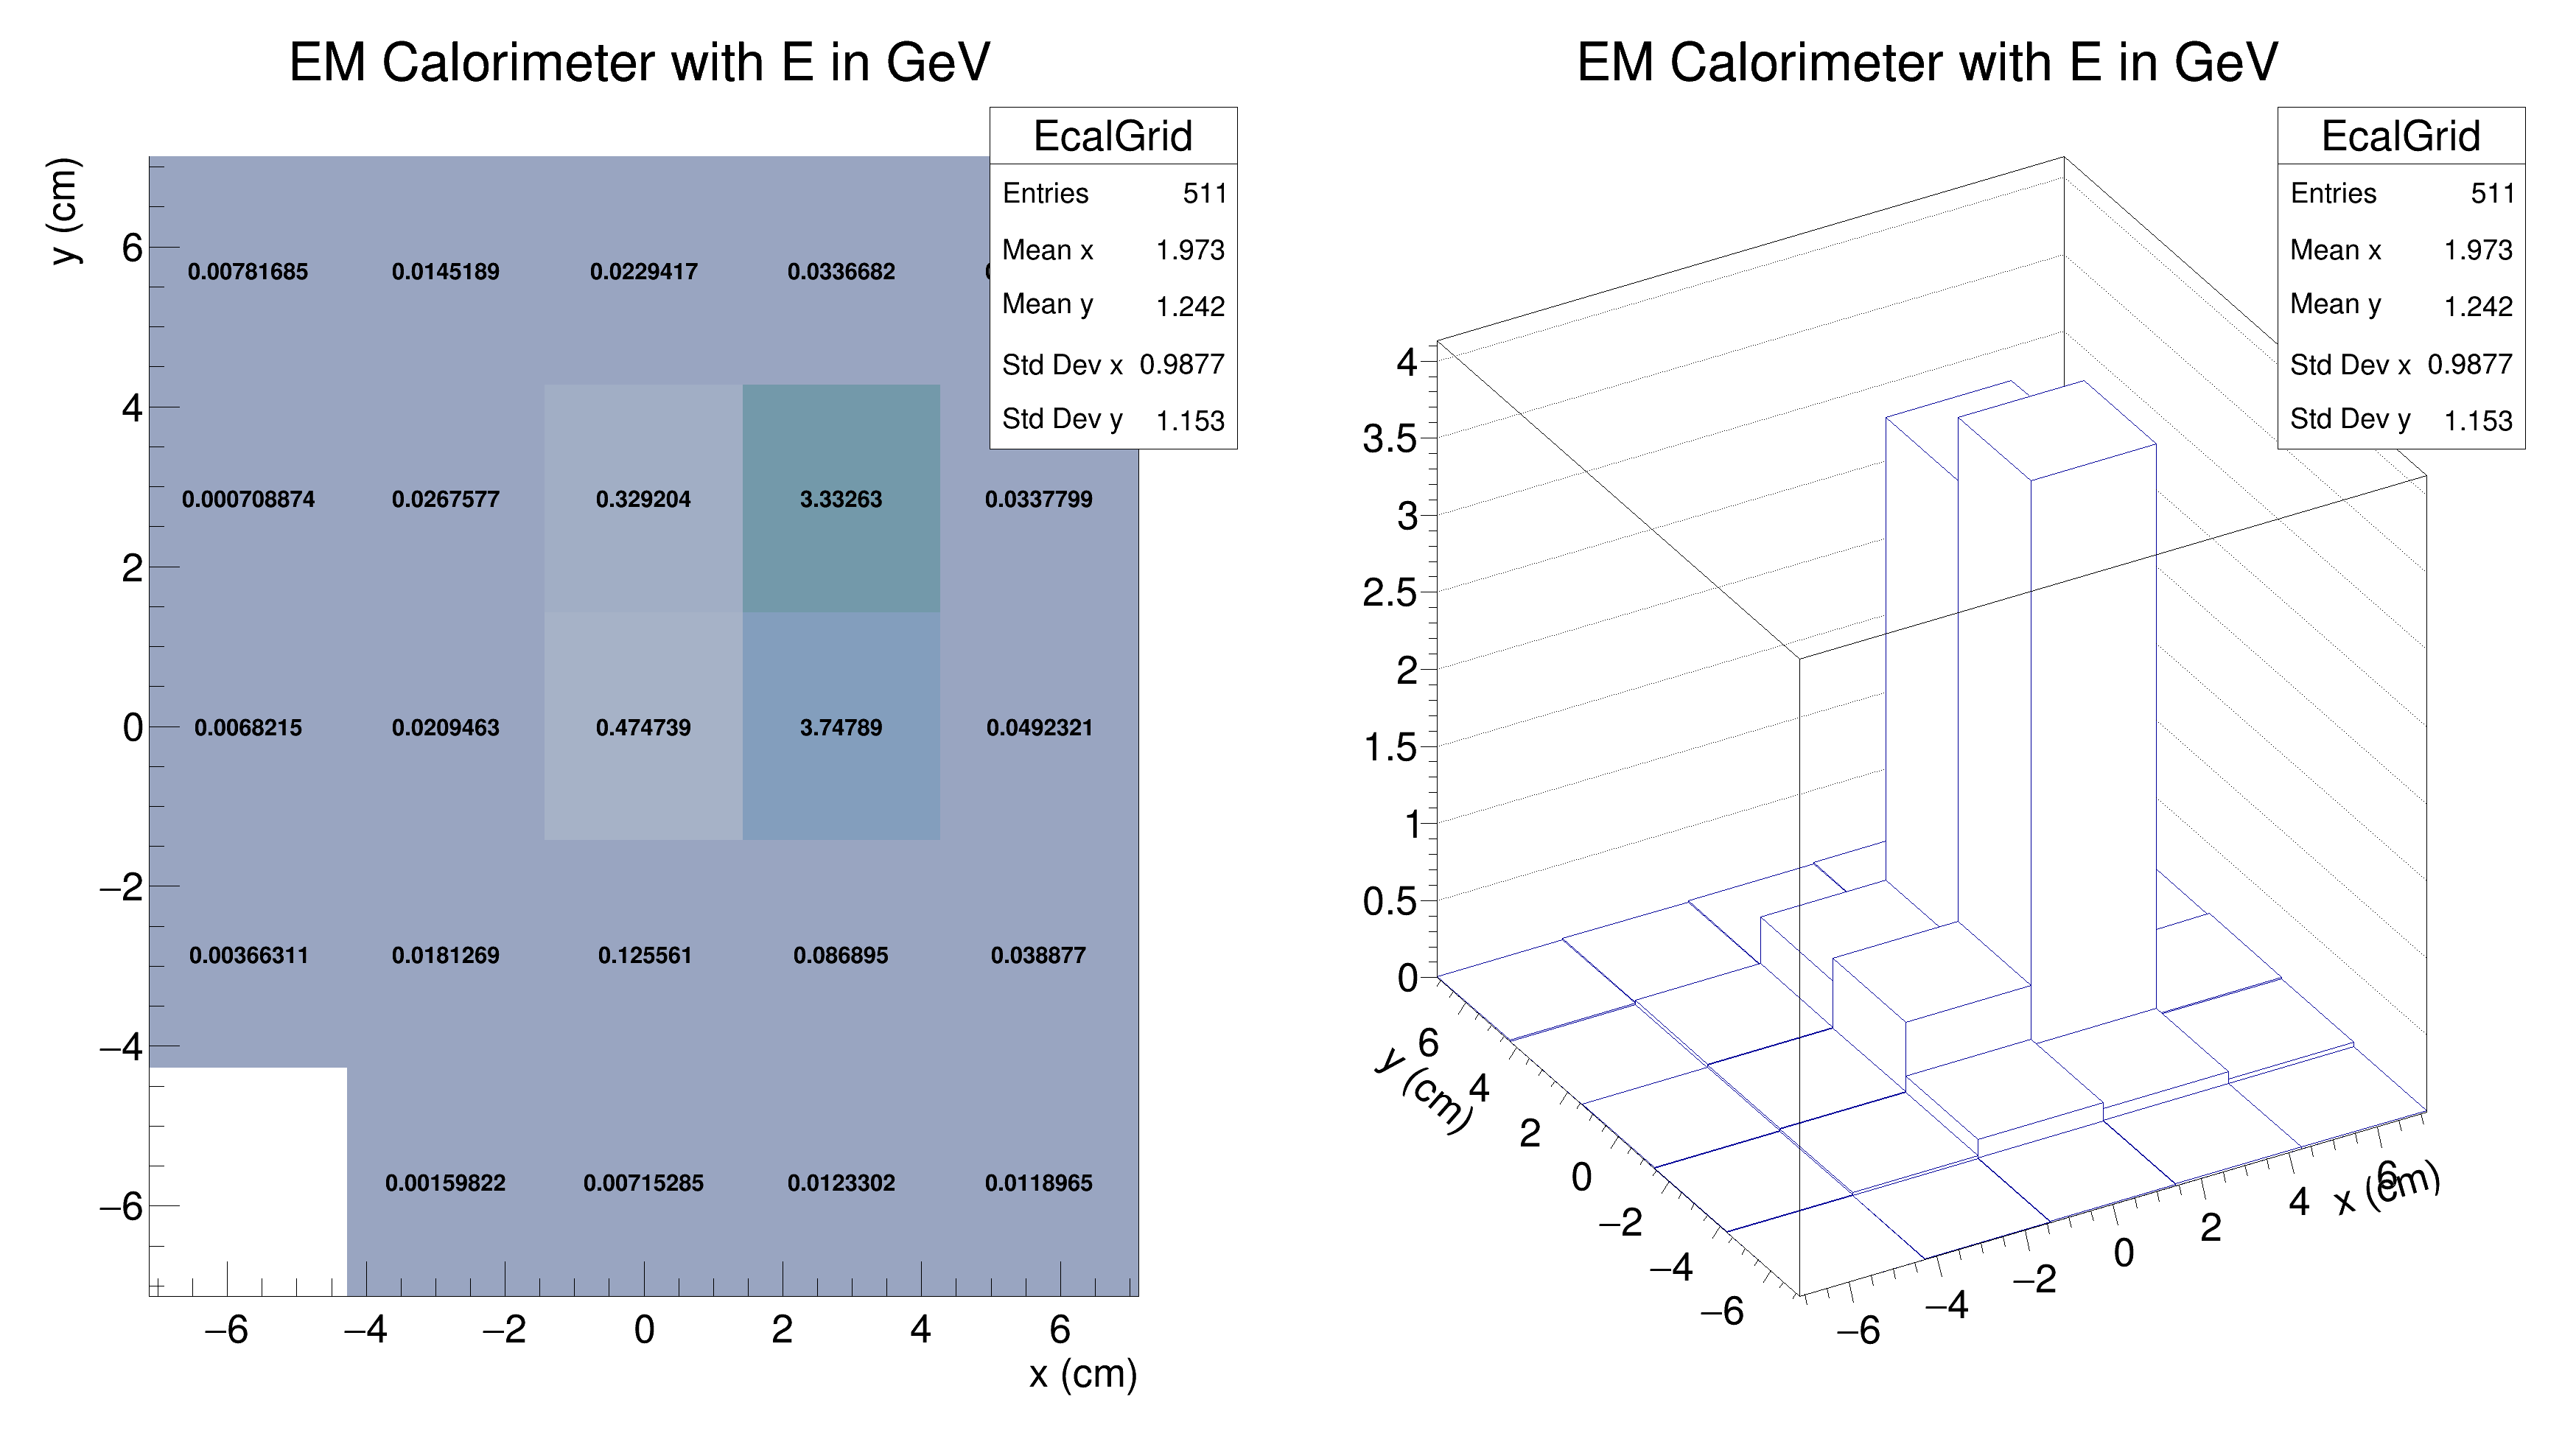 EM Calorimeter with E in GeV
EcalGrid
Entries 511
Mean x 1.973
Mean y 1.242
Std Dev x 0.9877
Std Dev y 1.153
y (cm)
6
4
2
0
−2
−4
−6
0.00781685 0.0145189 0.0229417 0.0336682
0.000708874 0.0267577 0.329204 3.33263 0.0337799
0.0068215 0.0209463 0.474739 3.74789 0.0492321
0.00366311 0.0181269 0.125561 0.086895 0.038877
0.00159822 0.00715285 0.0123302 0.0118965
−6 −4 −2 0 2 4 6
x (cm)
EM Calorimeter with E in GeV
EcalGrid
Entries 511
Mean x 1.973
Mean y 1.242
Std Dev x 0.9877
Std Dev y 1.153
4
3.5
3
2.5
2
1.5
1
0.5
0
6
4
2
0
−2
−4
−6
y (cm)
−6
−4
−2
0
2
4
6
x (cm)